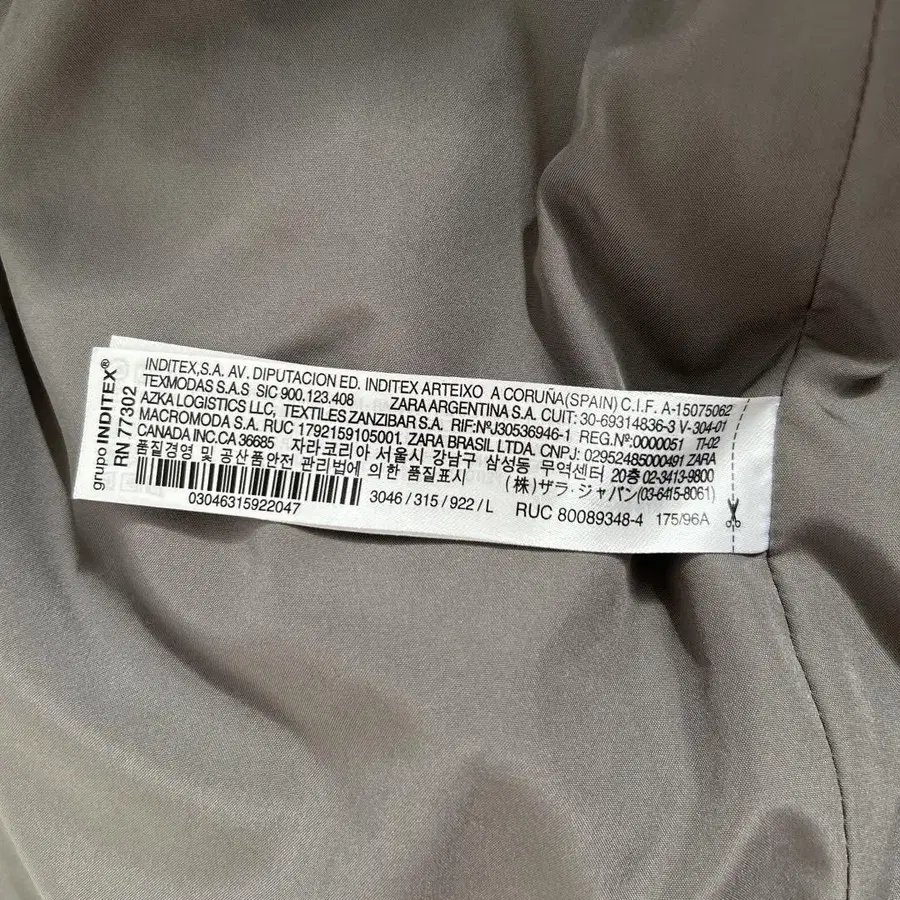 grupo INDITEX®
RN 77302
INDITEX,S.A. AV. DIPUTACION ED. INDITEX ARTEIXO A CORUÑA(SPAIN) C.I.F. A-15075062
TEXMODAS S.A.S SIC 900.123.408 ZARA ARGENTINA S.A. CUIT: 30-69314836-3 V-304-01
AZKA LOGISTICS LLC, TEXTILES ZANZIBAR S.A. RIF:NºJ30536946-1 REG.Nº:0000051 TI-02
MACROMODA S.A. RUC 1792159105001. ZARA BRASIL LTDA. CNPJ: 02952485000491 ZARA
CANADA INC.CA 36685 자라코리아 서울시 강남구 삼성동 무역센터 20층 02-3413-9800
품질경영 및 공산품안전 관리법에 의한 품질표시 (株)ザラ・ジャパン(03-6415-8061)
03046315922047 3046 / 315 / 922 / L RUC 80089348-4 175/96A